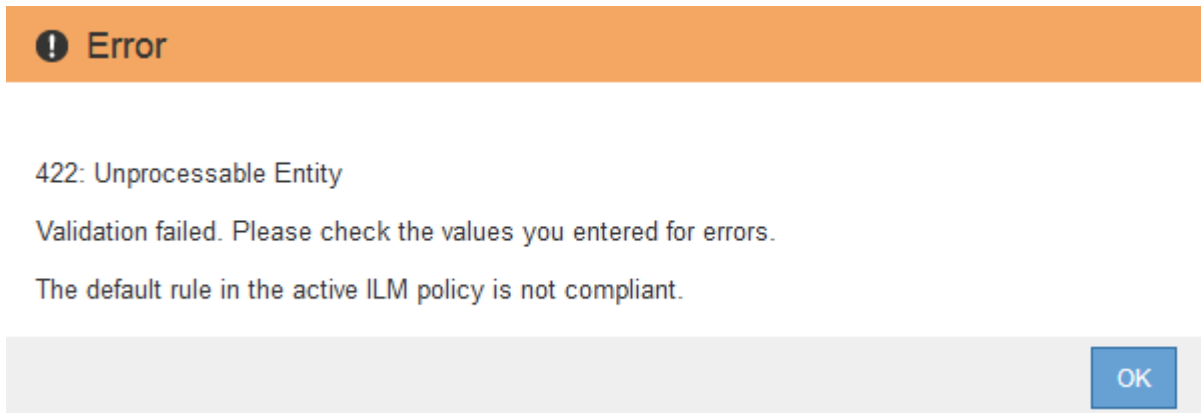 Error
422: Unprocessable Entity
Validation failed. Please check the values you entered for errors.
The default rule in the active ILM policy is not compliant.
OK